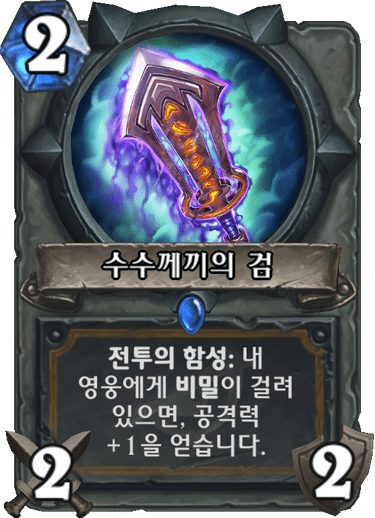 2
수수께끼의 검
전투의 함성: 내
영웅에게 비밀이 걸려
있으면, 공격력
+1을 얻습니다.
2
2